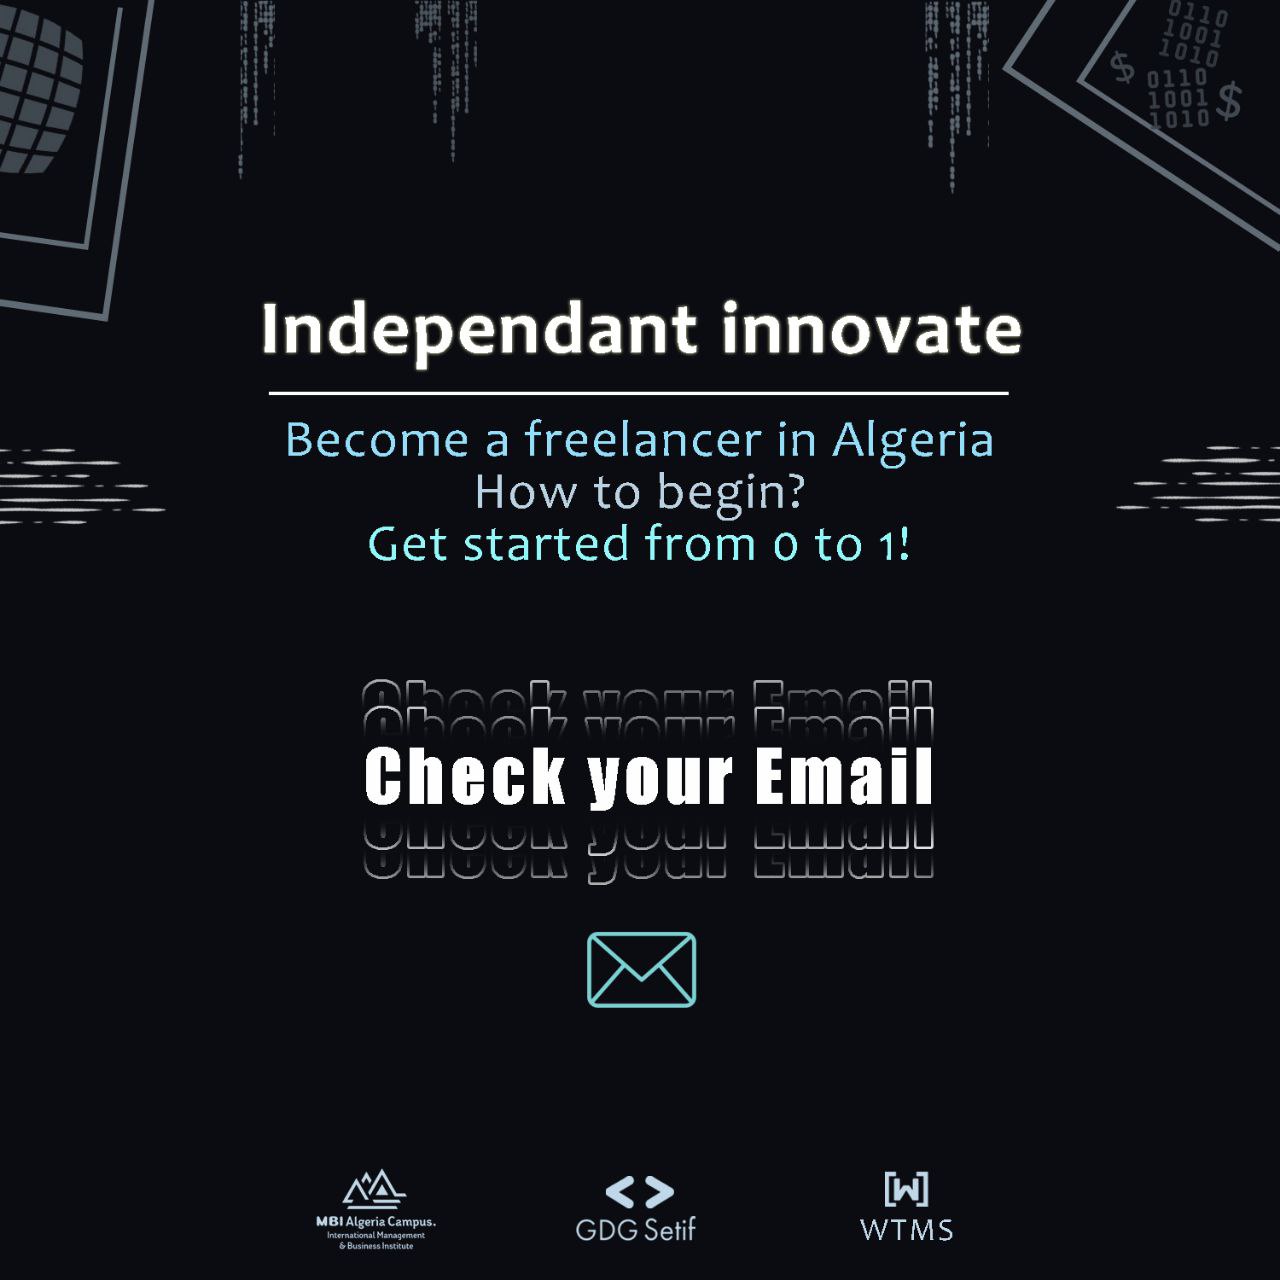 0110
1001
1010
$
0110
1001
1010
$
Independant innovate
Become a freelancer in Algeria
How to begin?
Get started from 0 to 1!
Check your Email
Check your Email
Check your Email
Check your Email
Check your Email
MBI Algeria Campus.
International Management
& Business Institute
GDG Setif
[W]
WTMS